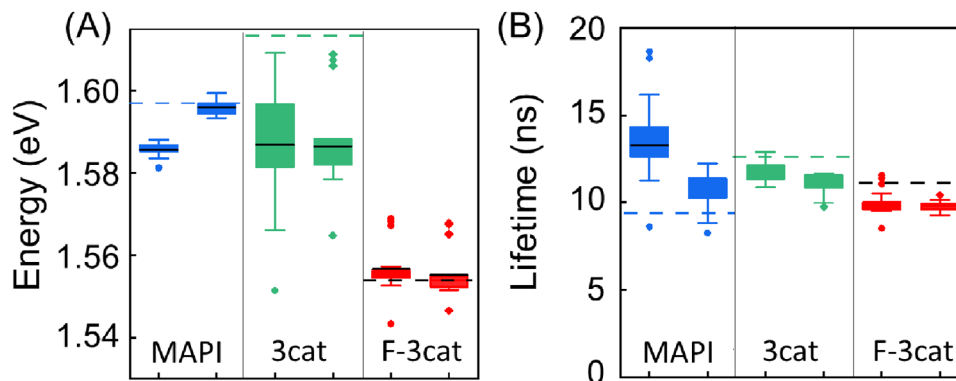 (A)
Energy (eV)
1.60
1.58
1.56
1.54
MAPI 3cat F-3cat
(B)
Lifetime (ns)
20
15
10
5
0
MAPI 3cat F-3cat